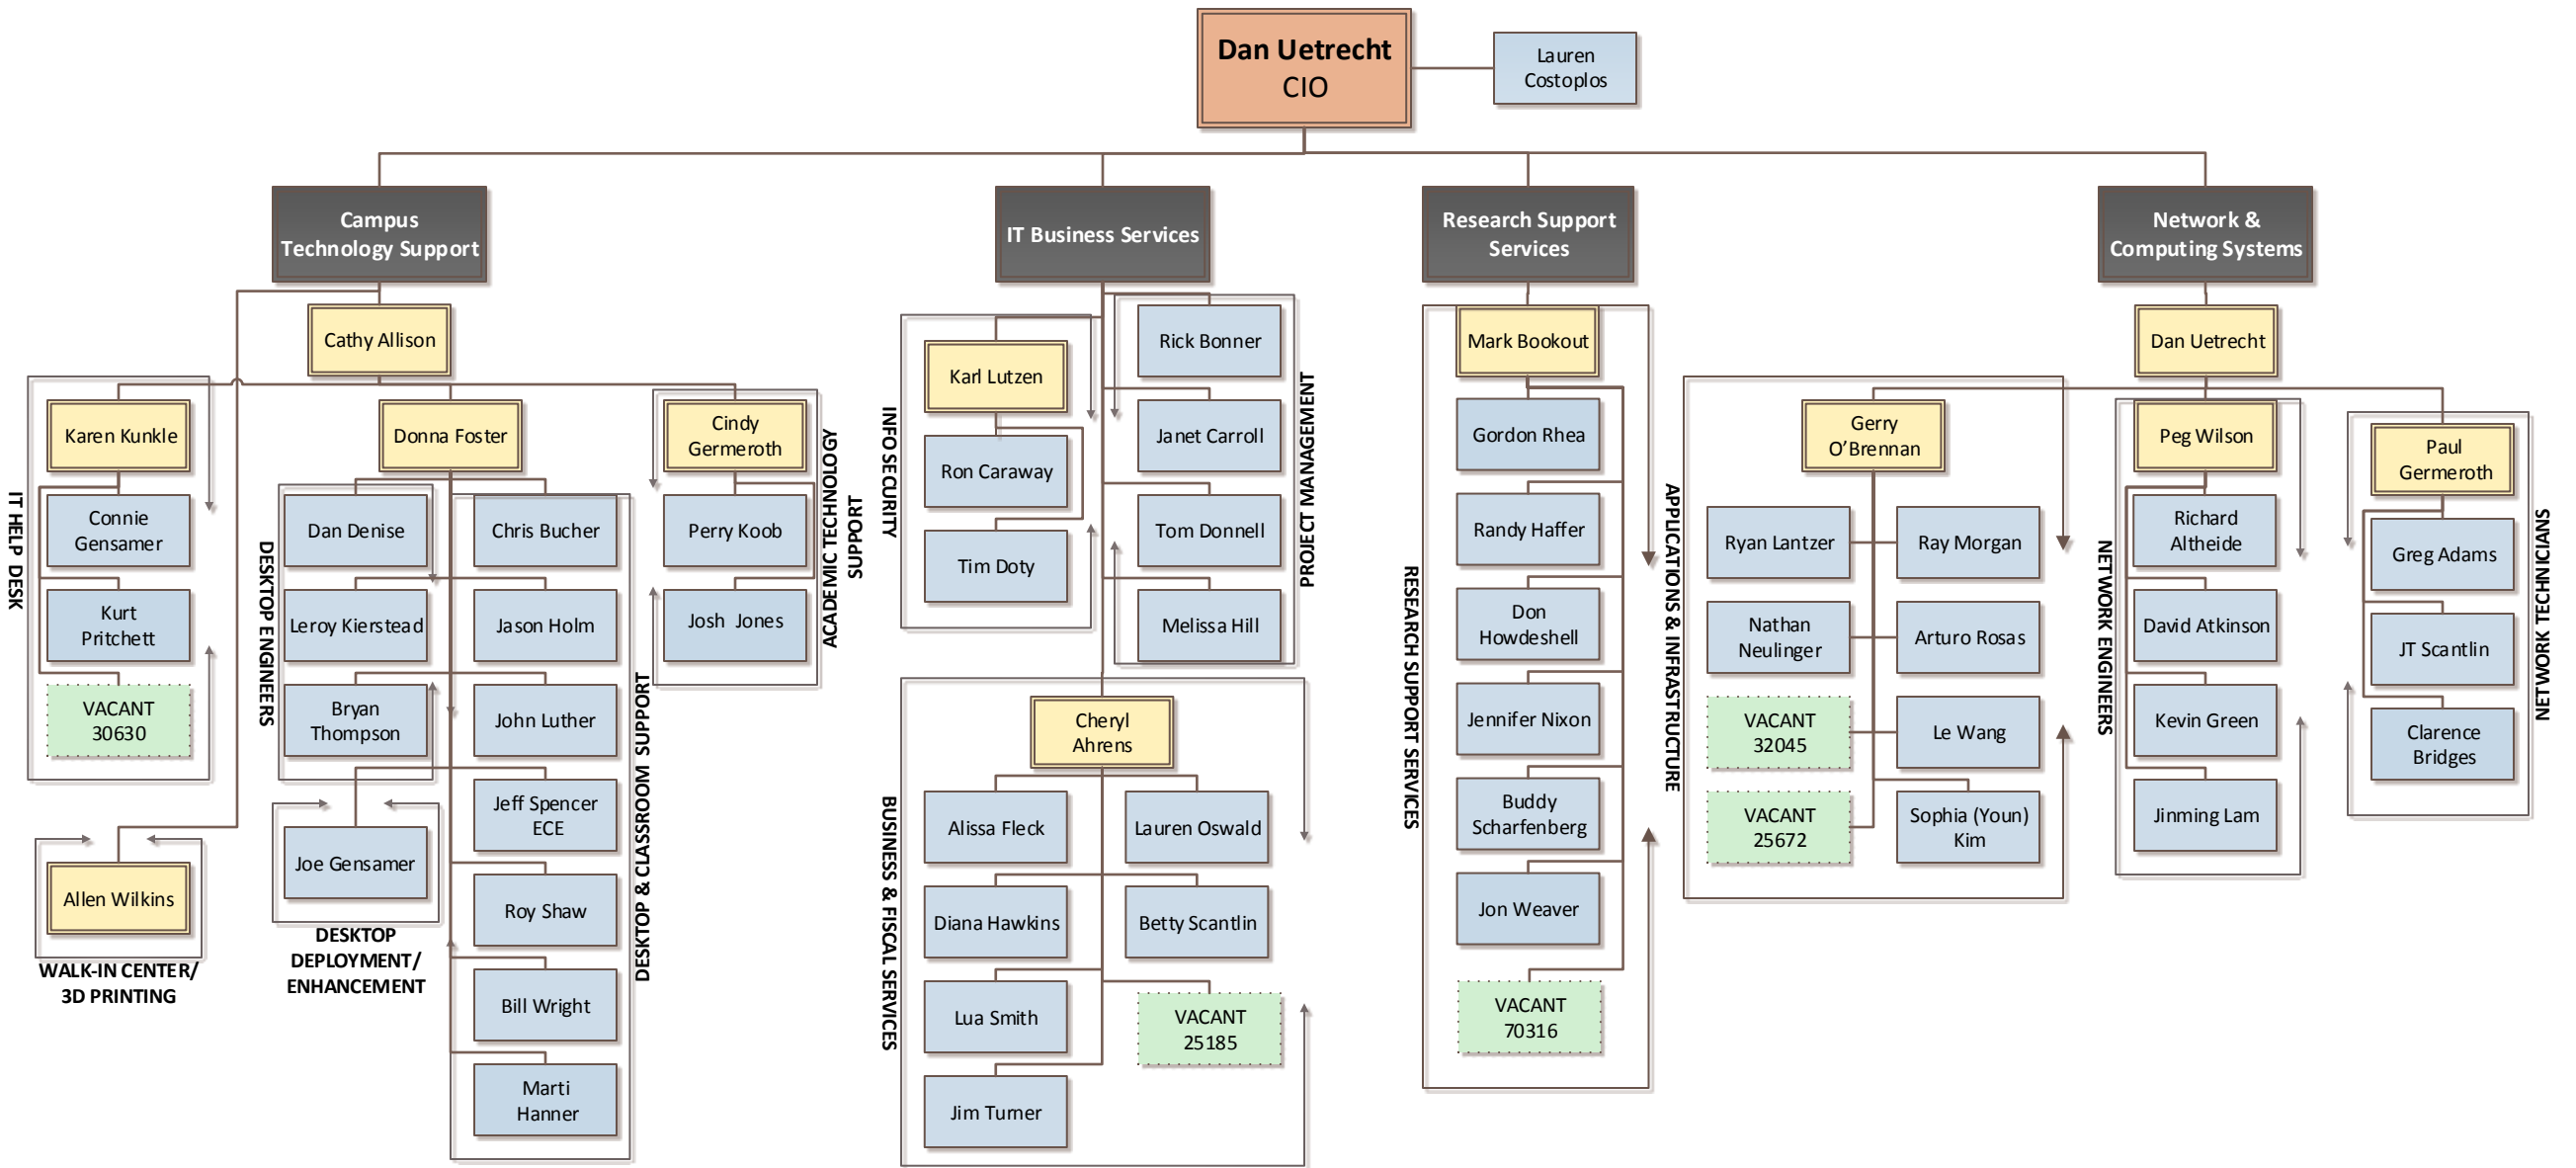 Dan Uetrecht
CIO
Lauren
Costoplos
Campus
Technology Support
IT Business Services
Research Support
Services
Network &
Computing Systems
Cathy Allison
IT HELP DESK
Karen Kunkle
Connie
Gensamer
Kurt
Pritchett
VACANT
30630
Allen Wilkins
WALK-IN CENTER/
3D PRINTING
Donna Foster
DESKTOP ENGINEERS
Dan Denise
Leroy Kierstead
Bryan
Thompson
Joe Gensamer
DESKTOP
DEPLOYMENT/
ENHANCEMENT
Chris Bucher
Jason Holm
John Luther
Jeff Spencer
ECE
Roy Shaw
Bill Wright
Marti
Hanner
DESKTOP & CLASSROOM SUPPORT
Cindy
Germeroth
Perry Koob
Josh Jones
ACADEMIC TECHNOLOGY
SUPPORT
INFO SECURITY
Karl Lutzen
Ron Caraway
Tim Doty
Rick Bonner
Janet Carroll
Tom Donnell
Melissa Hill
PROJECT MANAGEMENT
BUSINESS & FISCAL SERVICES
Cheryl
Ahrens
Alissa Fleck
Lauren Oswald
Diana Hawkins
Betty Scantlin
Lua Smith
VACANT
25185
Jim Turner
RESEARCH SUPPORT SERVICES
Mark Bookout
Gordon Rhea
Randy Haffer
Don
Howdeshell
Jennifer Nixon
Buddy
Scharfenberg
Jon Weaver
VACANT
70316
Dan Uetrecht
APPLICATIONS & INFRASTRUCTURE
Gerry
O’Brennan
Ryan Lantzer
Ray Morgan
Nathan
Neulinger
Arturo Rosas
VACANT
32045
Le Wang
VACANT
25672
Sophia (Youn)
Kim
NETWORK ENGINEERS
Peg Wilson
Richard
Altheide
David Atkinson
Kevin Green
Jinming Lam
Paul
Germeroth
Greg Adams
JT Scantlin
Clarence
Bridges
NETWORK TECHNICIANS